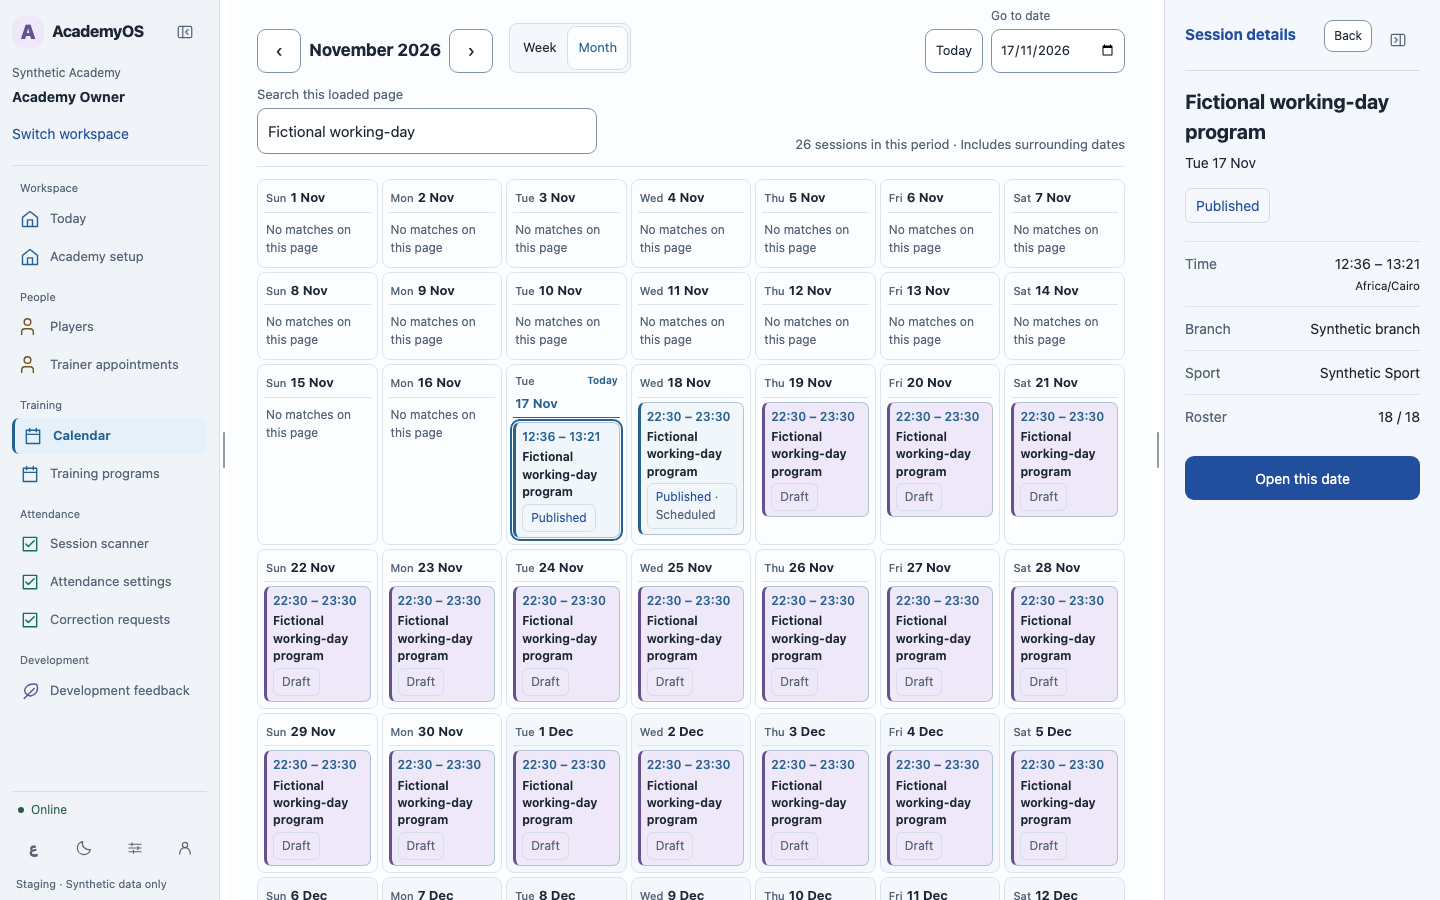 A AcademyOS
Synthetic Academy
Academy Owner
Switch workspace
Workspace
Today
Academy setup
People
Players
Trainer appointments
Training
Calendar
Training programs
Attendance
Session scanner
Attendance settings
Correction requests
Development
Development feedback
Online
ع
Staging · Synthetic data only
‹ November 2026 › Week Month
Today
Go to date
17/11/2026
Search this loaded page
Fictional working-day
26 sessions in this period · Includes surrounding dates
Sun 1 Nov
No matches on
this page
Mon 2 Nov
No matches on
this page
Tue 3 Nov
No matches on
this page
Wed 4 Nov
No matches on
this page
Thu 5 Nov
No matches on
this page
Fri 6 Nov
No matches on
this page
Sat 7 Nov
No matches on
this page
Sun 8 Nov
No matches on
this page
Mon 9 Nov
No matches on
this page
Tue 10 Nov
No matches on
this page
Wed 11 Nov
No matches on
this page
Thu 12 Nov
No matches on
this page
Fri 13 Nov
No matches on
this page
Sat 14 Nov
No matches on
this page
Sun 15 Nov
No matches on
this page
Mon 16 Nov
No matches on
this page
Tue Today
17 Nov
12:36 – 13:21
Fictional
working-day
program
Published
Wed 18 Nov
22:30 – 23:30
Fictional
working-day
program
Published ·
Scheduled
Thu 19 Nov
22:30 – 23:30
Fictional
working-day
program
Draft
Fri 20 Nov
22:30 – 23:30
Fictional
working-day
program
Draft
Sat 21 Nov
22:30 – 23:30
Fictional
working-day
program
Draft
Sun 22 Nov
22:30 – 23:30
Fictional
working-day
program
Draft
Mon 23 Nov
22:30 – 23:30
Fictional
working-day
program
Draft
Tue 24 Nov
22:30 – 23:30
Fictional
working-day
program
Draft
Wed 25 Nov
22:30 – 23:30
Fictional
working-day
program
Draft
Thu 26 Nov
22:30 – 23:30
Fictional
working-day
program
Draft
Fri 27 Nov
22:30 – 23:30
Fictional
working-day
program
Draft
Sat 28 Nov
22:30 – 23:30
Fictional
working-day
program
Draft
Sun 29 Nov
22:30 – 23:30
Fictional
working-day
program
Draft
Mon 30 Nov
22:30 – 23:30
Fictional
working-day
program
Draft
Tue 1 Dec
22:30 – 23:30
Fictional
working-day
program
Draft
Wed 2 Dec
22:30 – 23:30
Fictional
working-day
program
Draft
Thu 3 Dec
22:30 – 23:30
Fictional
working-day
program
Draft
Fri 4 Dec
22:30 – 23:30
Fictional
working-day
program
Draft
Sat 5 Dec
22:30 – 23:30
Fictional
working-day
program
Draft
Sun 6 Dec
Mon 7 Dec
Tue 8 Dec
Wed 9 Dec
Thu 10 Dec
Fri 11 Dec
Sat 12 Dec
Session details Back
Fictional working-day
program
Tue 17 Nov
Published
Time 12:36 – 13:21
Africa/Cairo
Branch Synthetic branch
Sport Synthetic Sport
Roster 18 / 18
Open this date